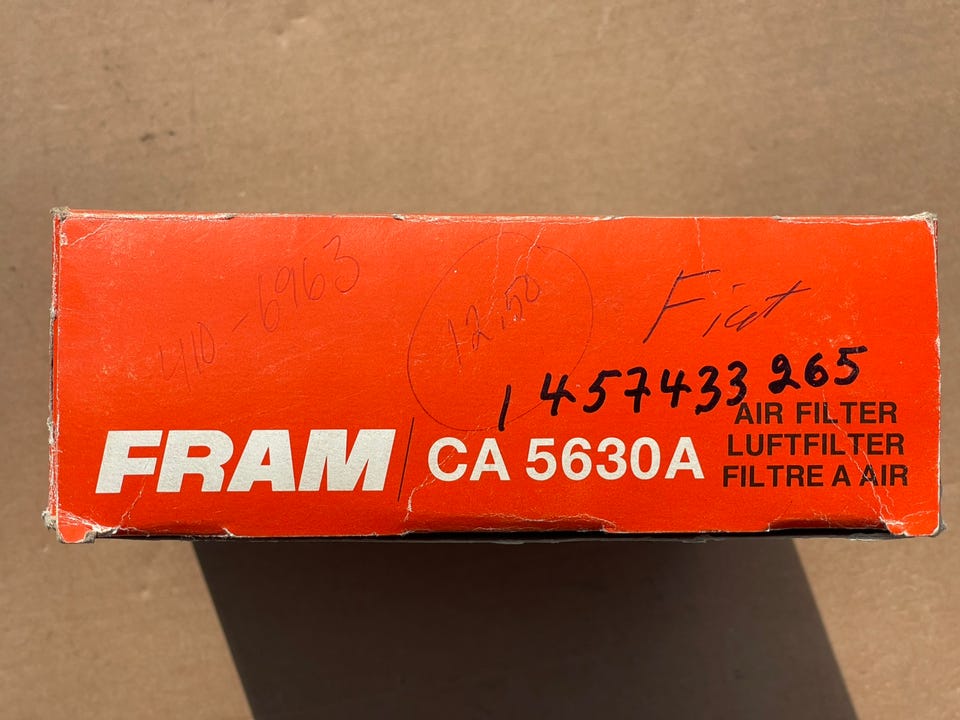 410-6963
12.50
Fiat
1 457 433 265
FRAM CA 5630A
AIR FILTER
LUFTFILTER
FILTRE A AIR